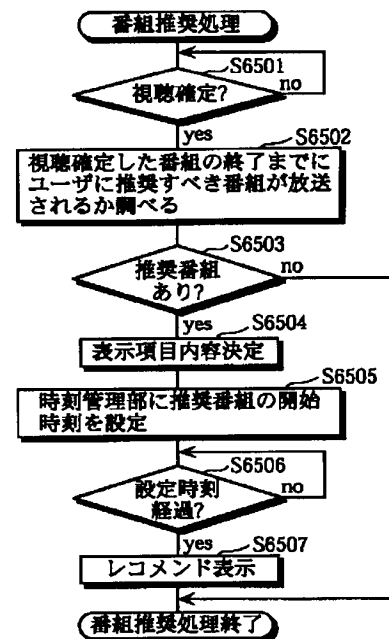 番組推奨処理
S6501
視聴確定?
no
yes
S6502
視聴確定した番組の終了までに
ユーザに推奨すべき番組が放送
されるか調べる
S6503
推奨番組
あり?
no
yes
S6504
表示項目内容決定
S6505
時刻管理部に推奨番組の開始
時刻を設定
S6506
設定時刻
経過?
no
yes
S6507
レコメンド表示
番組推奨処理終了